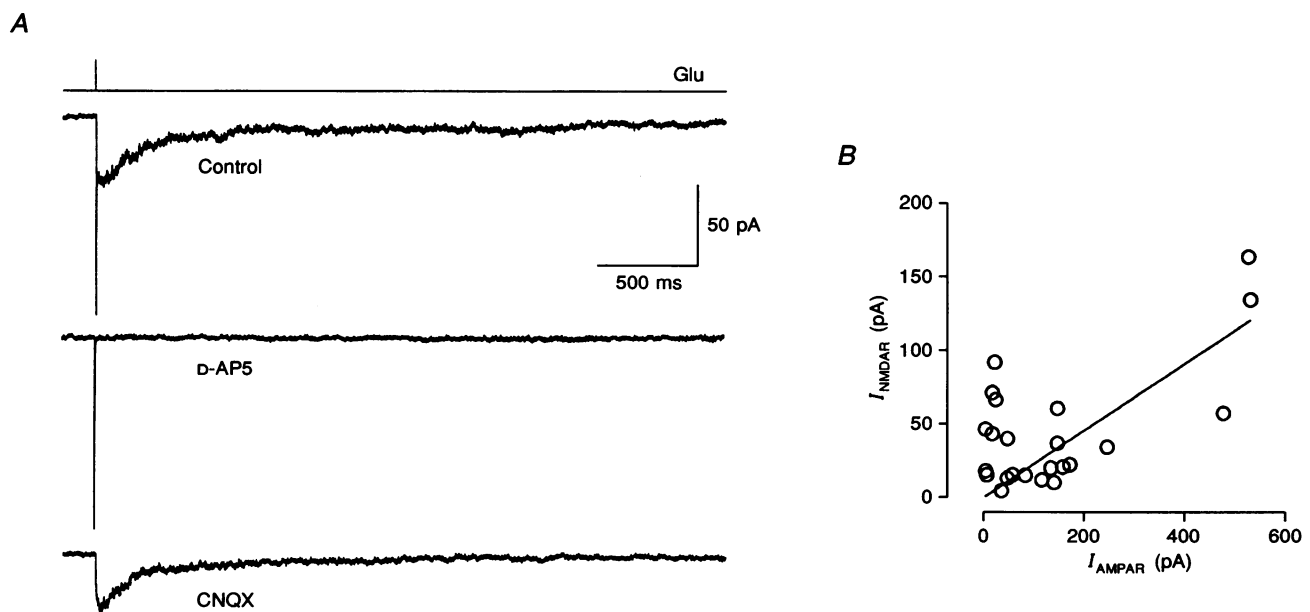 A
Glu
Control
50 pA
500 ms
D-AP5
CNQX
B
200
150
100
50
0
I_NMDAR (pA)
0 200 400 600
I_AMPAR (pA)